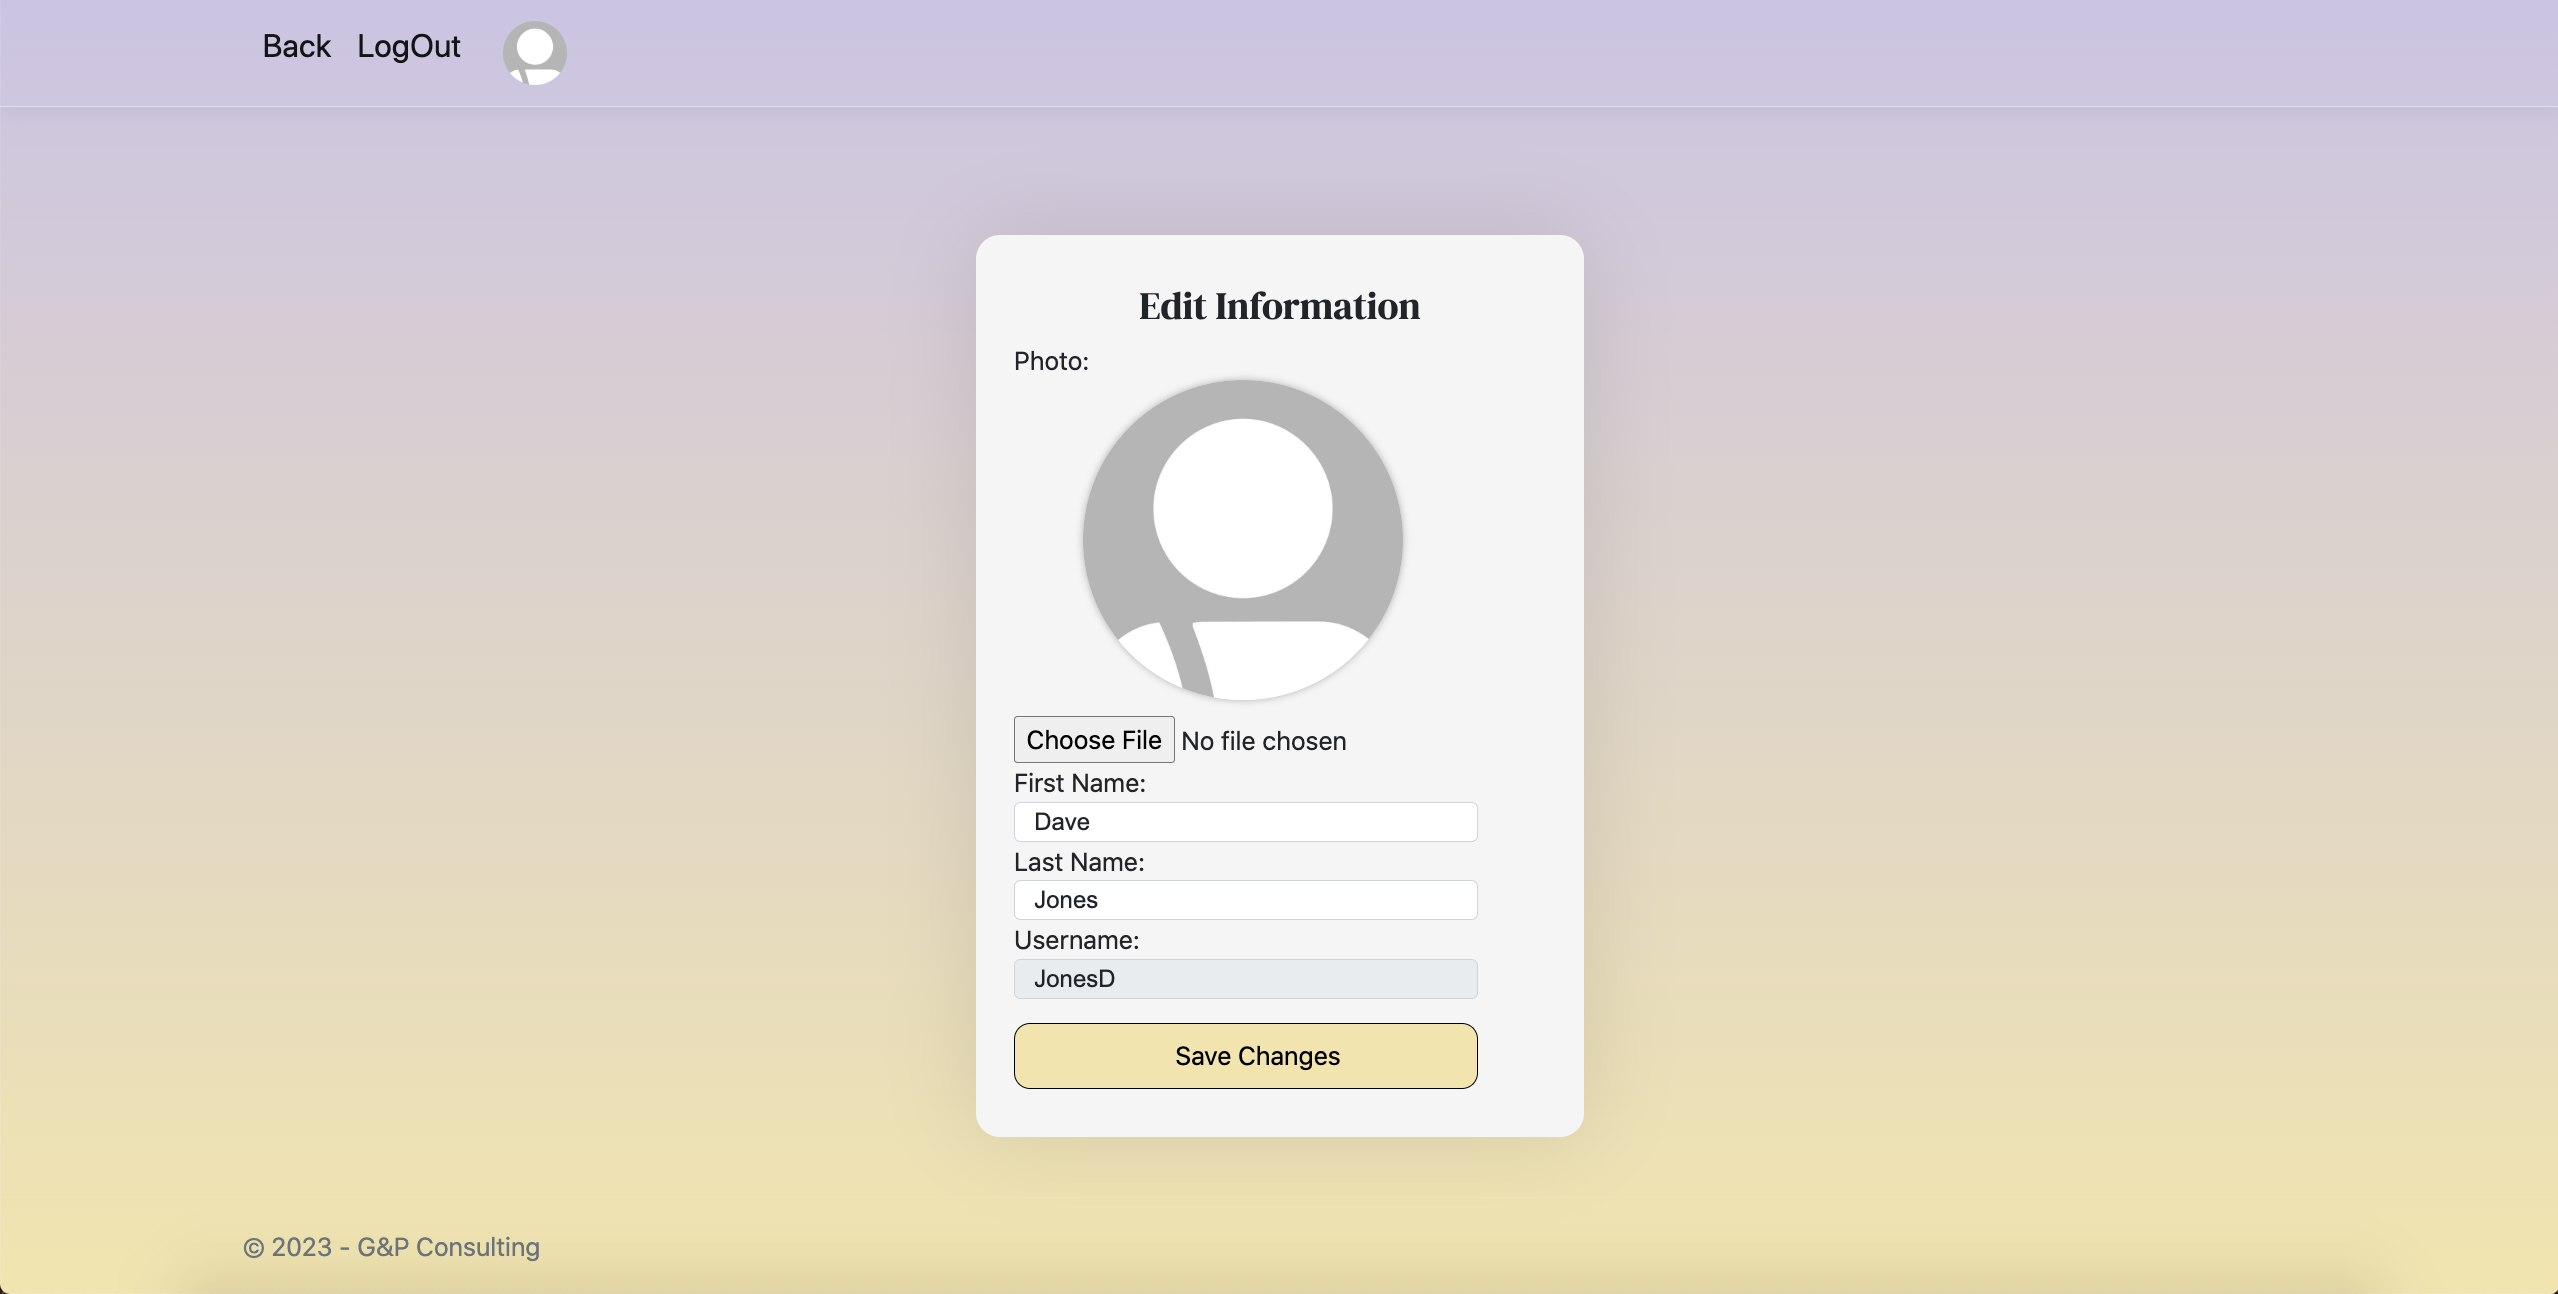 Back LogOut
Edit Information
Photo:
Choose File No file chosen
First Name:
Dave
Last Name:
Jones
Username:
JonesD
Save Changes
© 2023 - G&P Consulting